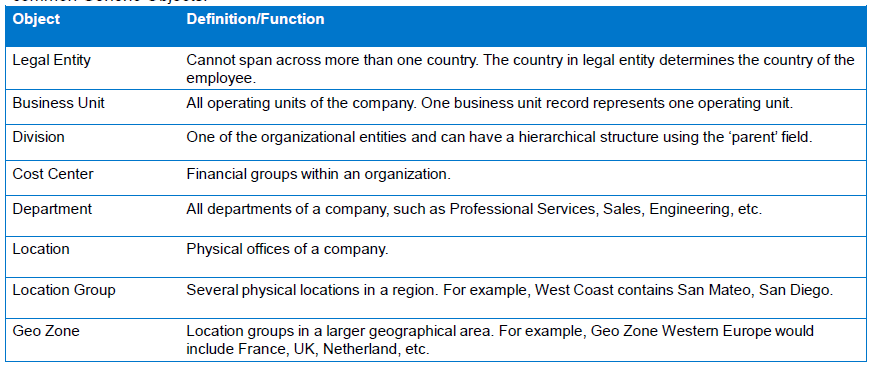 common Generic Objects:
Object Definition/Function
Legal Entity Cannot span across more than one country. The country in legal entity determines the country of the
employee.
Business Unit All operating units of the company. One business unit record represents one operating unit.
Division One of the organizational entities and can have a hierarchical structure using the ‘parent’ field.
Cost Center Financial groups within an organization.
Department All departments of a company, such as Professional Services, Sales, Engineering, etc.
Location Physical offices of a company.
Location Group Several physical locations in a region. For example, West Coast contains San Mateo, San Diego.
Geo Zone Location groups in a larger geographical area. For example, Geo Zone Western Europe would
include France, UK, Netherland, etc.